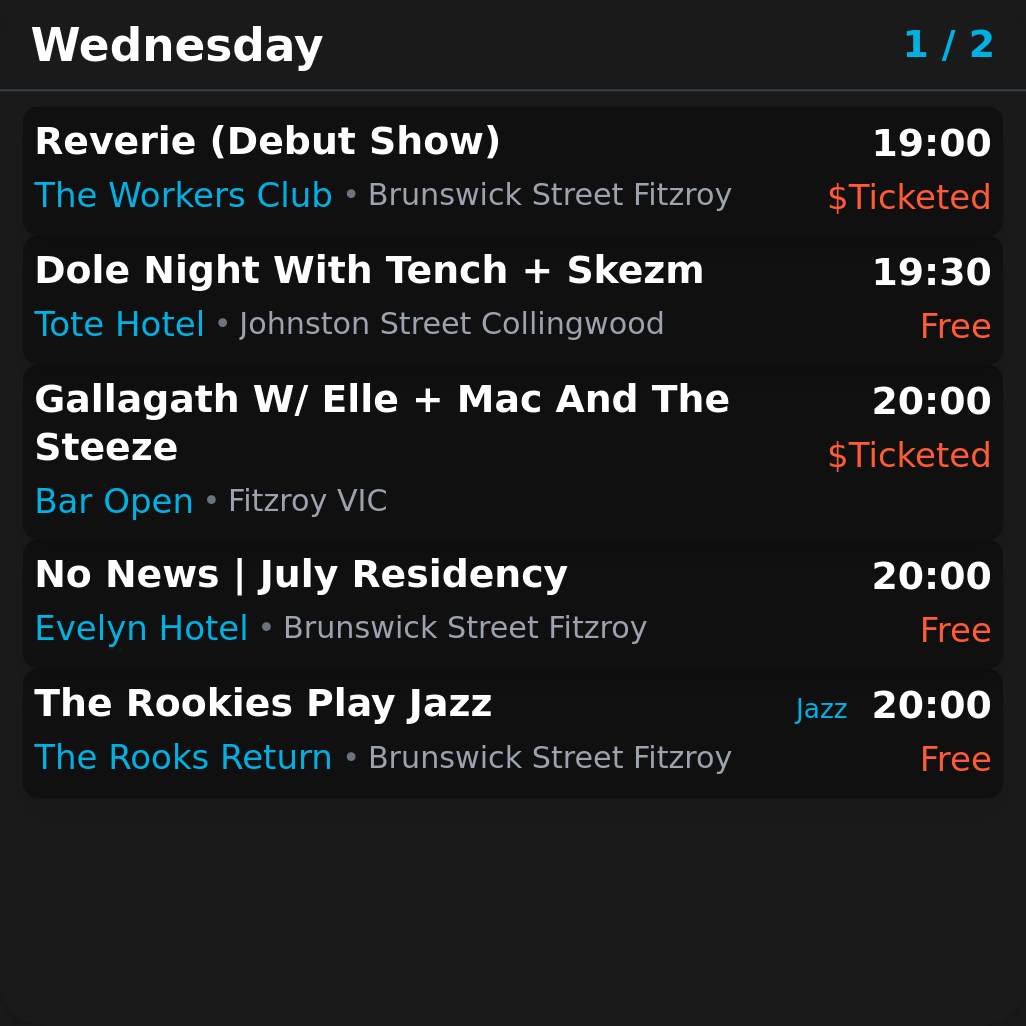 Wednesday 1 / 2
Reverie (Debut Show) 19:00
The Workers Club • Brunswick Street Fitzroy $Ticketed
Dole Night With Tench + Skezm 19:30
Tote Hotel • Johnston Street Collingwood Free
Gallagath W/ Elle + Mac And The 20:00
Steeze $Ticketed
Bar Open • Fitzroy VIC
No News | July Residency 20:00
Evelyn Hotel • Brunswick Street Fitzroy Free
The Rookies Play Jazz Jazz 20:00
The Rooks Return • Brunswick Street Fitzroy Free